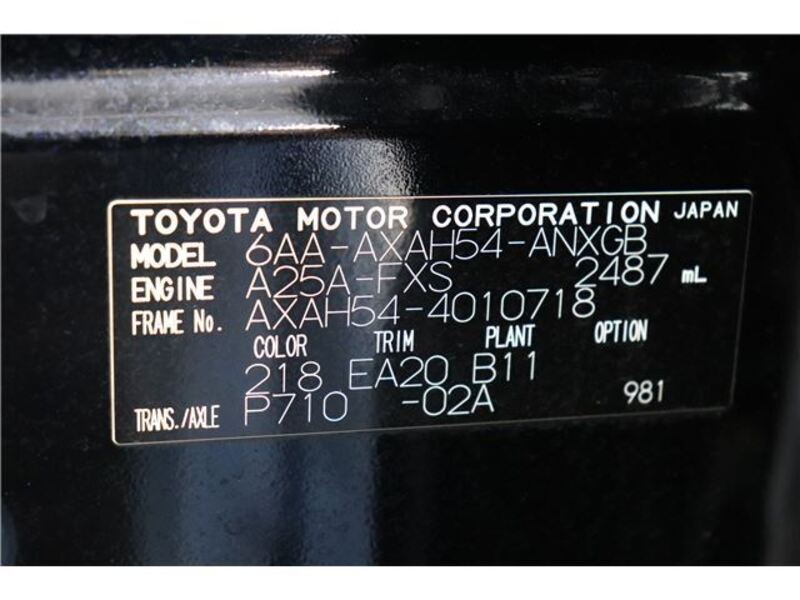 TOYOTA MOTOR CORPORATION JAPAN
MODEL 6AA-AXAH54-ANXGB
ENGINE A25A-FXS 2487 mL
FRAME No. AXAH54-4010718
COLOR TRIM PLANT OPTION
218 EA20 B11
TRANS./AXLE P710 -02A 981